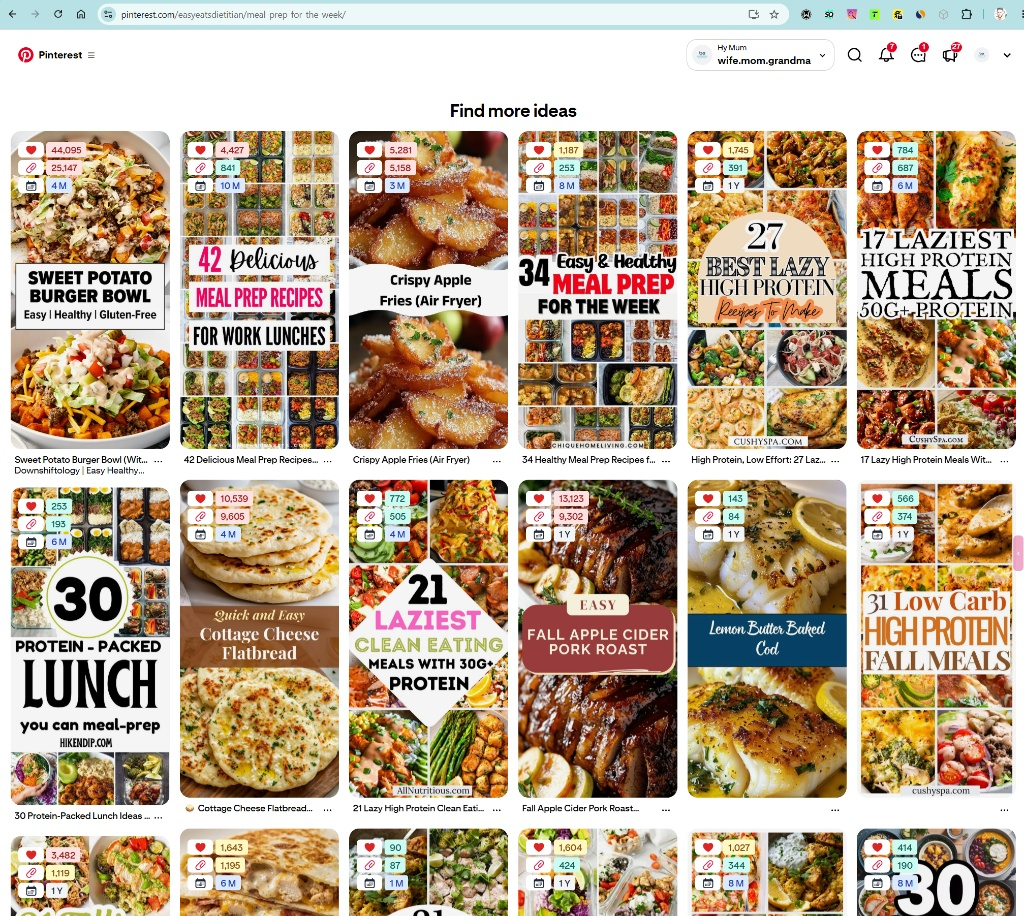 pinterest.com/easyeatsdietitian/meal-prep-for-the-week/
Pinterest
Hy Mum
wife.mom.grandma
7
1
27
Find more ideas
44,095
25,147
4 M
SWEET POTATO
BURGER BOWL
Easy | Healthy | Gluten-Free
Sweet Potato Burger Bowl (Wit...
Downshiftology | Easy Healthy...
4,427
841
10 M
42 Delicious
MEAL PREP RECIPES
FOR WORK LUNCHES
42 Delicious Meal Prep Recipes...
5,281
5,158
3 M
Crispy Apple
Fries (Air Fryer)
Crispy Apple Fries (Air Fryer)
1,187
253
8 M
34 Easy & Healthy
MEAL PREP
FOR THE WEEK
CHIQUEHOMELIVING.COM
34 Healthy Meal Prep Recipes f...
1,745
391
1 Y
27
BEST LAZY
HIGH PROTEIN
Recipes To Make
CUSHYSPA.COM
High Protein, Low Effort: 27 Laz...
784
687
6 M
17 LAZIEST
HIGH PROTEIN
MEALS
50G+ PROTEIN
CUSHYSPA.COM
17 Lazy High Protein Meals Wit...
253
193
6 M
30
PROTEIN - PACKED
LUNCH
you can meal-prep
HIKENDIP.COM
30 Protein-Packed Lunch Ideas ...
10,539
9,605
4 M
Quick and Easy
Cottage Cheese
Flatbread
Cottage Cheese Flatbread...
772
505
4 M
21
LAZIEST
CLEAN EATING
MEALS WITH 30G+
PROTEIN
AllNutritious.com
21 Lazy High Protein Clean Eati...
13,123
9,302
1 Y
EASY
FALL APPLE CIDER
PORK ROAST
Fall Apple Cider Pork Roast...
143
84
1 Y
Lemon Butter Baked
Cod
566
374
1 Y
31 Low Carb
HIGH PROTEIN
FALL MEALS
cushyspa.com
3,482
1,119
1 Y
1,643
1,195
6 M
90
87
1 M
1,604
424
1 Y
1,027
344
8 M
414
190
8 M
30